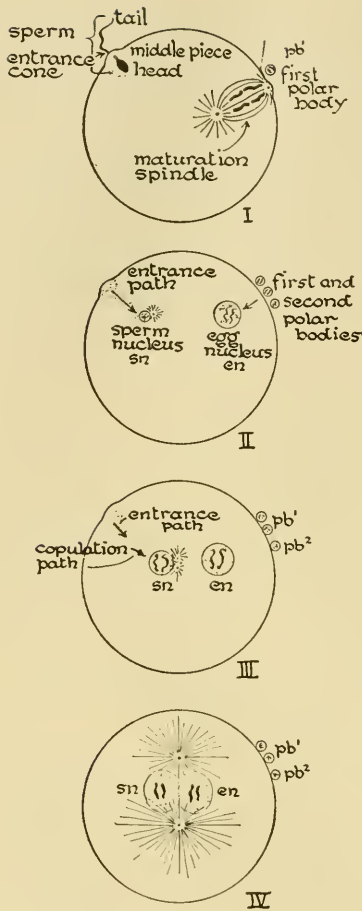 sperm
tail
entrance
cone
middle piece
head
pb'
first
polar
body
maturation
spindle
I
entrance
path
sperm
nucleus
sn
egg
nucleus
en
first and
second
polar
bodies
II
entrance path
copulation
path
sn
en
pb¹
pb²
III
sn
en
pb¹
pb²
IV